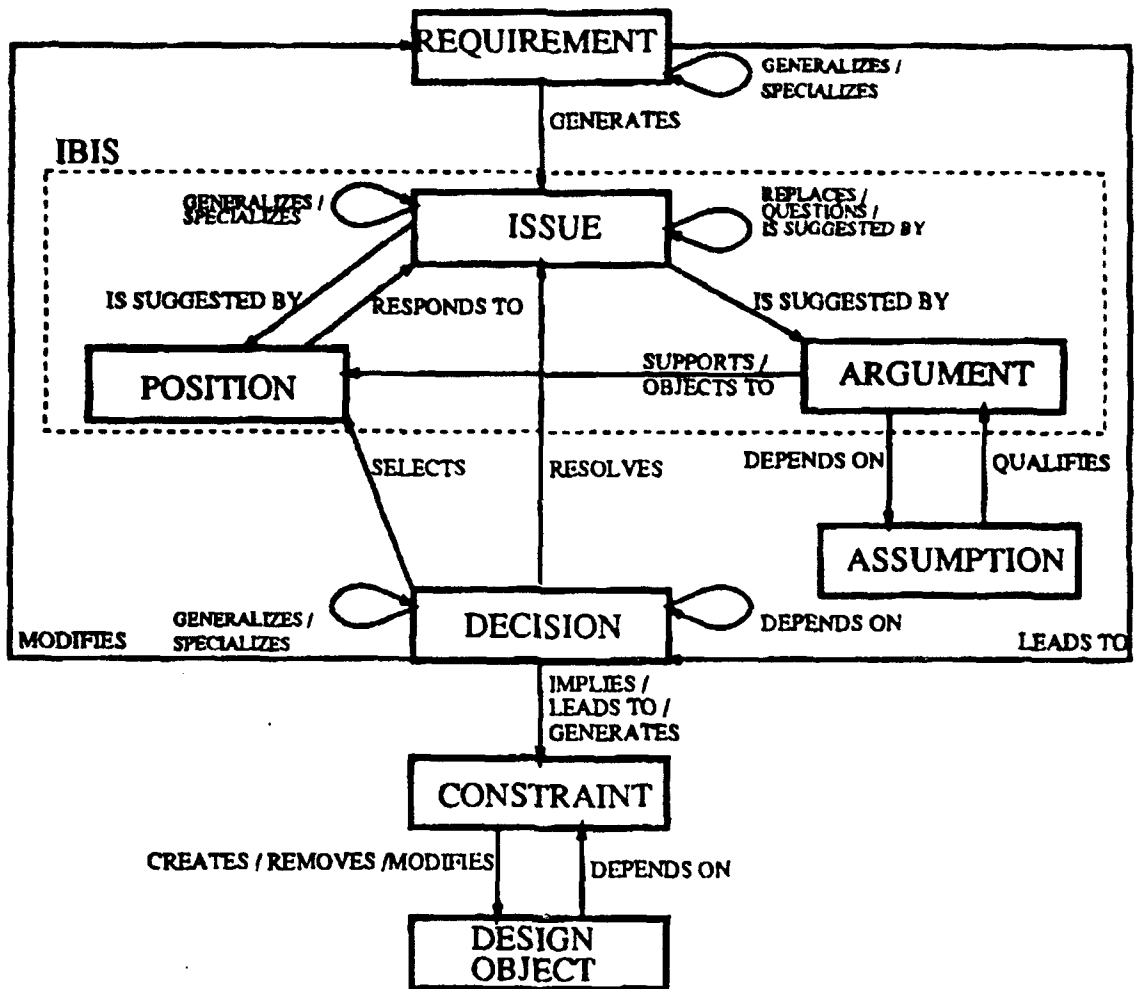 REQUIREMENT
GENERALIZES /
SPECIALIZES
GENERATES
IBIS
GENERALIZES /
SPECIALIZES
ISSUE
REPLACES /
QUESTIONS /
IS SUGGESTED BY
IS SUGGESTED BY
RESPONDS TO
IS SUGGESTED BY
POSITION
SUPPORTS /
OBJECTS TO
ARGUMENT
SELECTS
RESOLVES
DEPENDS ON
QUALIFIES
ASSUMPTION
GENERALIZES /
SPECIALIZES
DECISION
DEPENDS ON
MODIFIES
LEADS TO
IMPLIES /
LEADS TO /
GENERATES
CONSTRAINT
CREATES / REMOVES /MODIFIES
DEPENDS ON
DESIGN
OBJECT